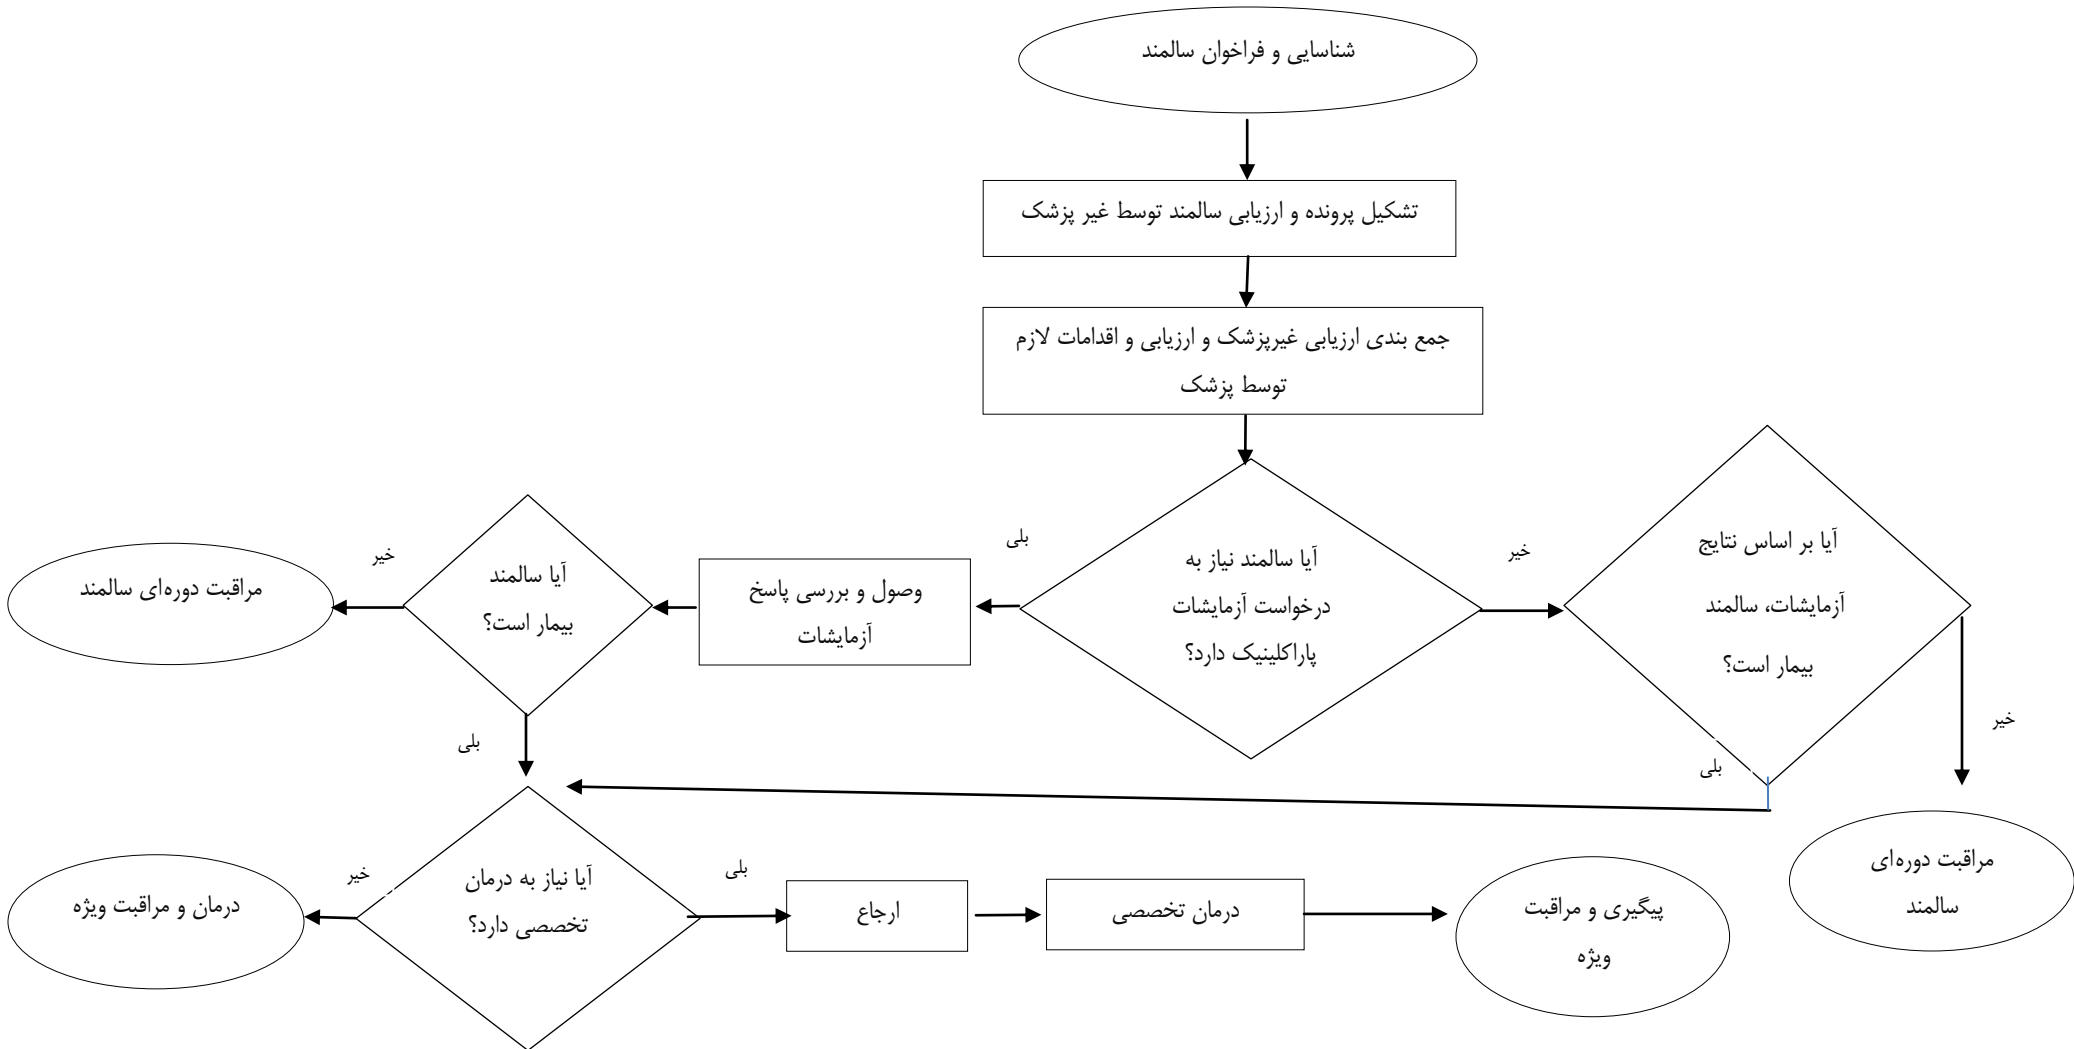 شناسایی و فراخوان سالمند
تشکیل پرونده و ارزیابی سالمند توسط غیر پزشک
جمع بندی ارزیابی غیرپزشک و ارزیابی و اقدامات لازم
توسط پزشک
آیا سالمند نیاز به
درخواست آزمایشات
پاراکلینیک دارد؟
خیر
آیا بر اساس نتایج
آزمایشات، سالمند
بیمار است؟
خیر
مراقبت دوره‌ای
سالمند
بلی
بلی
وصول و بررسی پاسخ
آزمایشات
آیا سالمند
بیمار است؟
خیر
مراقبت دوره‌ای سالمند
بلی
آیا نیاز به درمان
تخصصی دارد؟
خیر
درمان و مراقبت ویژه
بلی
ارجاع
درمان تخصصی
پیگیری و مراقبت
ویژه